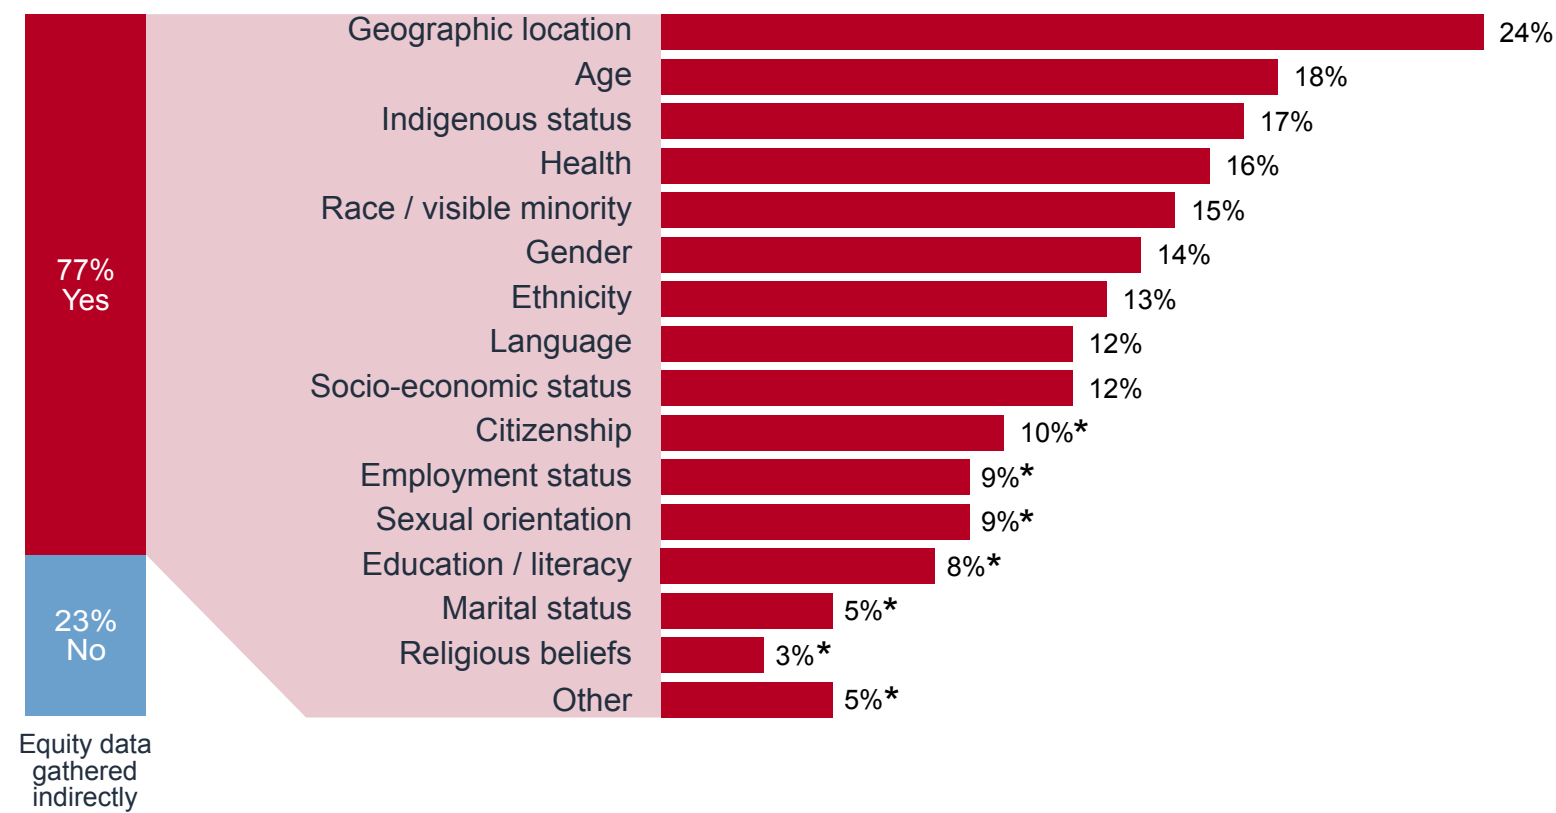 Geographic location 24%
Age 18%
Indigenous status 17%
Health 16%
Race / visible minority 15%
Gender 14%
77%
Yes
Ethnicity 13%
Language 12%
Socio-economic status 12%
Citizenship 10%*
Employment status 9%*
Sexual orientation 9%*
Education / literacy 8%*
Marital status 5%*
23%
No
Religious beliefs 3%*
Other 5%*
Equity data
gathered
indirectly